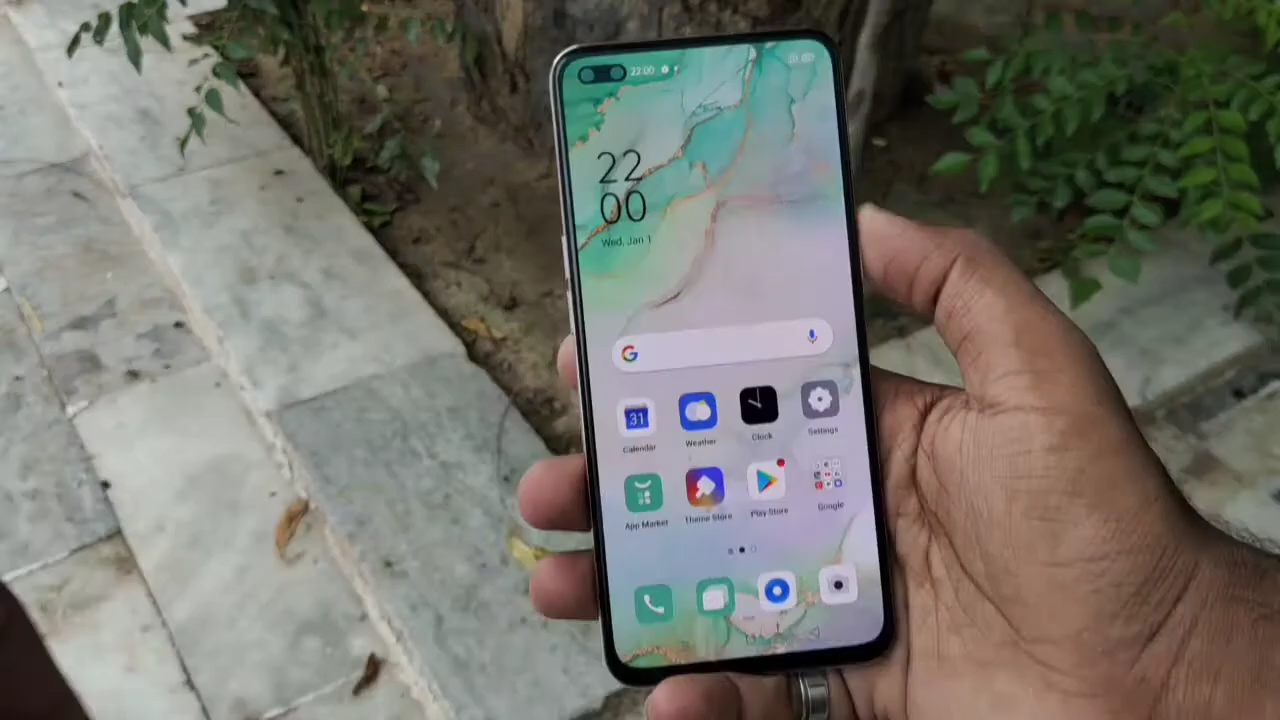 22:00
22
00
Wed, Jan 1
G
31
Calendar
Weather
Clock
Settings
App Market
Theme Store
Play Store
Google